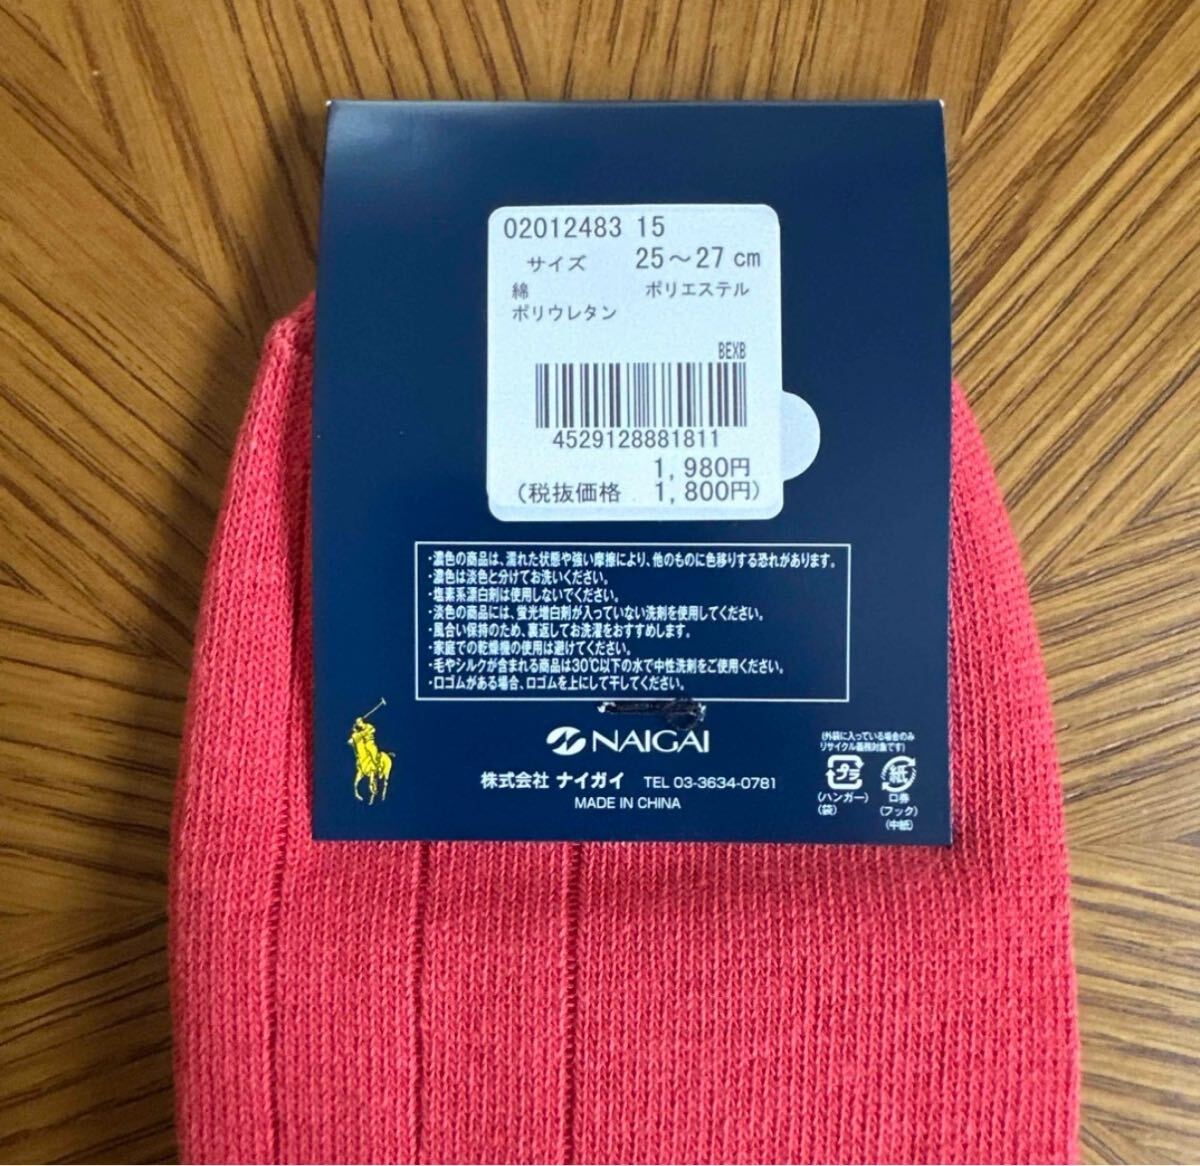 02012483 15
サイズ 25～27 cm
綿 ポリエステル
ポリウレタン
BEXB
4529128881811
1,980円
(税抜価格 1,800円)
・濃色の商品は、濡れた状態や強い摩擦により、他のものに色移りする恐れがあります。
・濃色は淡色と分けてお洗いください。
・塩素系漂白剤は使用しないでください。
・淡色の商品には、蛍光増白剤が入っていない洗剤を使用してください。
・風合い保持のため、裏返してお洗濯をおすすめします。
・家庭での乾燥機の使用は避けてください。
・毛やシルクが含まれる商品は30℃以下の水で中性洗剤をご使用ください。
・口ゴムがある場合、口ゴムを上にして干してください。
NAIGAI
株式会社 ナイガイ TEL 03-3634-0781
MADE IN CHINA
(外袋に入っている場合のみ
リサイクル義務対象です)
プラ 紙
(ハンガー) 口券
(袋) (フック)
(中紙)